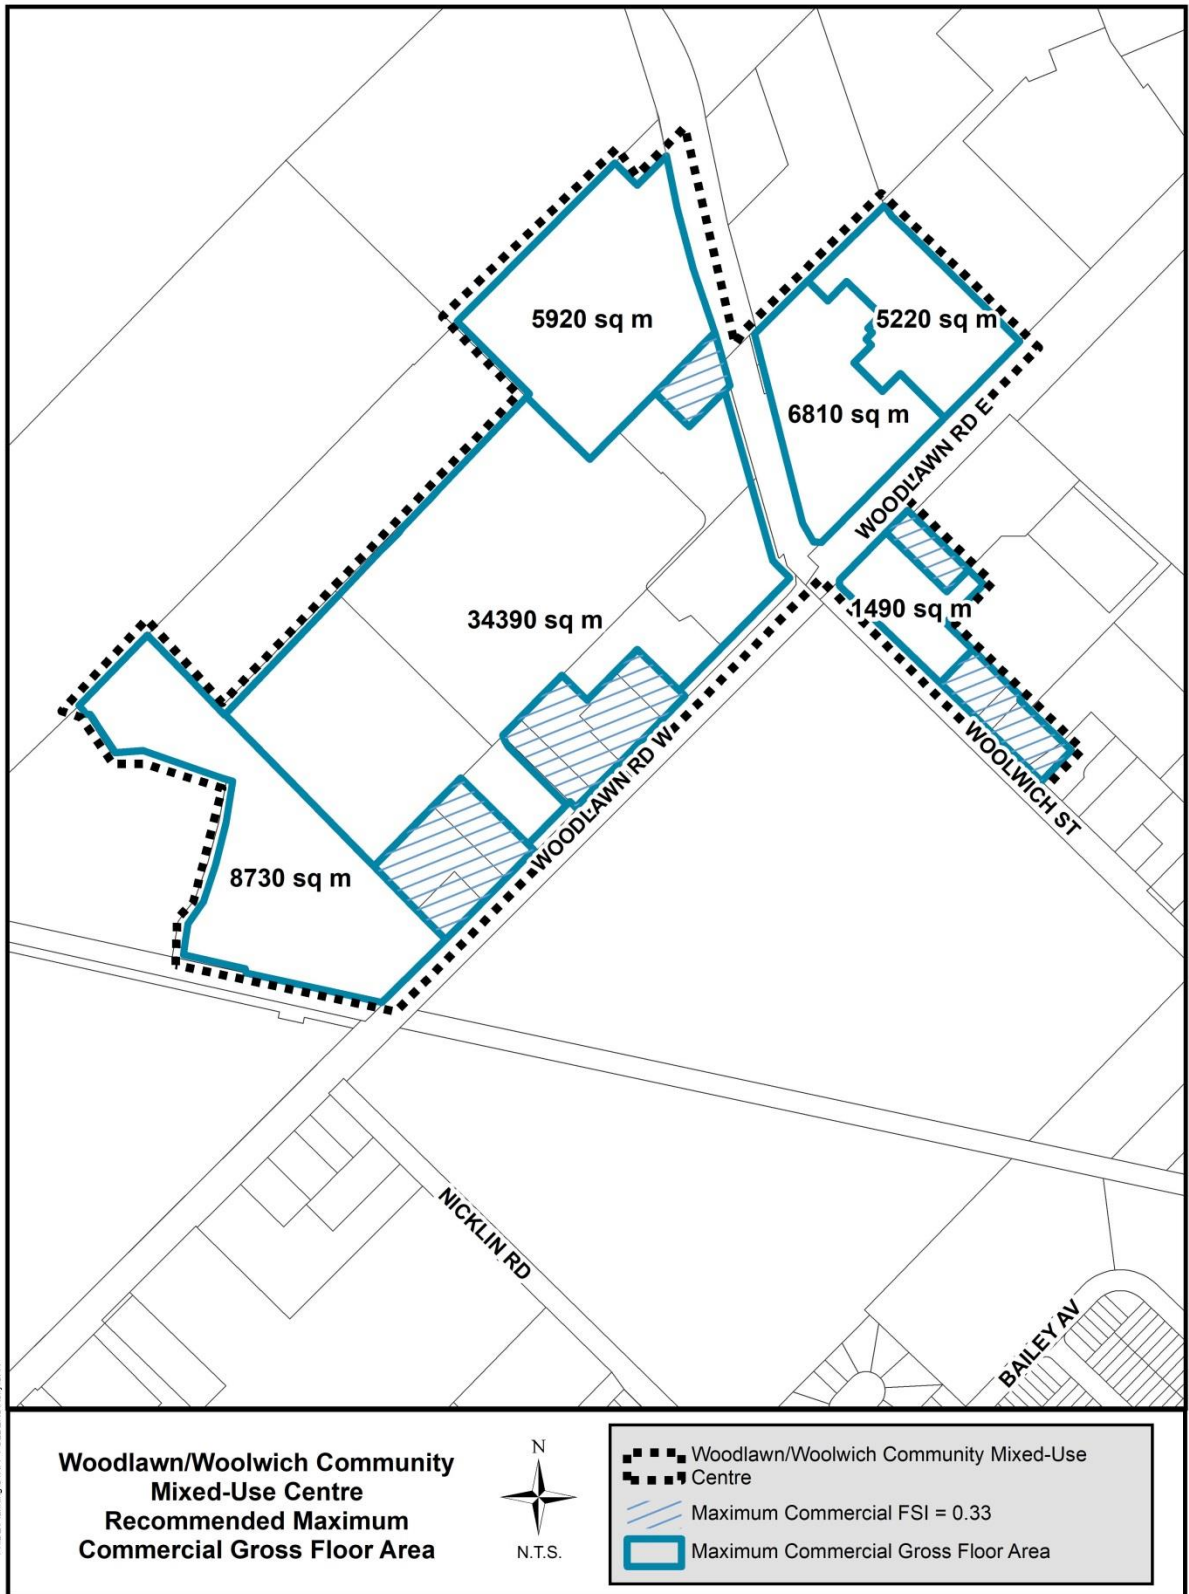 5920 sq m
5220 sq m
6810 sq m
WOODLAWN RD E
34390 sq m
1490 sq m
WOODLAWN RD W
WOOLWICH ST
8730 sq m
NICKLIN RD
BAILEY AV
Woodlawn/Woolwich Community
Mixed-Use Centre
Recommended Maximum
Commercial Gross Floor Area
N
N.T.S.
Woodlawn/Woolwich Community Mixed-Use
Centre
Maximum Commercial FSI = 0.33
Maximum Commercial Gross Floor Area